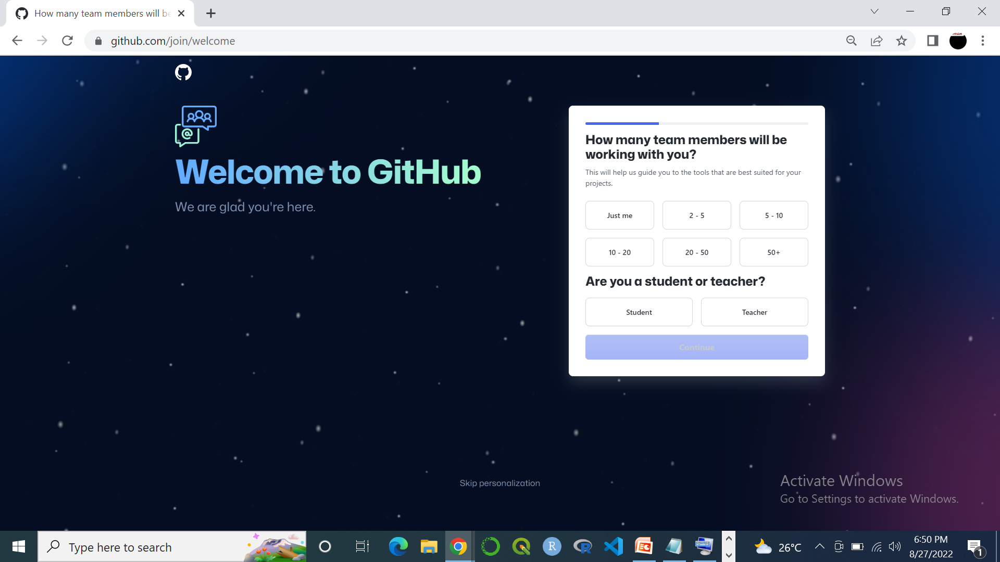 How many team members will be
github.com/join/welcome
Welcome to GitHub
We are glad you're here.
How many team members will be
working with you?
This will help us guide you to the tools that are best suited for your
projects.
Just me
2 - 5
5 - 10
10 - 20
20 - 50
50+
Are you a student or teacher?
Student
Teacher
Continue
Skip personalization
Activate Windows
Go to Settings to activate Windows.
Type here to search
R
R
26°C
6:50 PM
8/27/2022
1